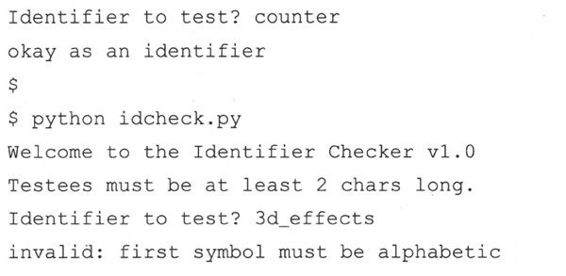 Identifier to test? counter
okay as an identifier
$
$ python idcheck.py
Welcome to the Identifier Checker v1.0
Testees must be at least 2 chars long.
Identifier to test? 3d_effects
invalid: first symbol must be alphabetic